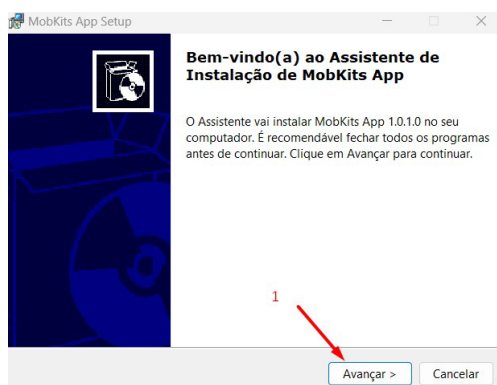 MobKits App Setup
Bem-vindo(a) ao Assistente de
Instalação de MobKits App
O Assistente vai instalar MobKits App 1.0.1.0 no seu
computador. É recomendável fechar todos os programas
antes de continuar. Clique em Avançar para continuar.
1
Avançar >
Cancelar